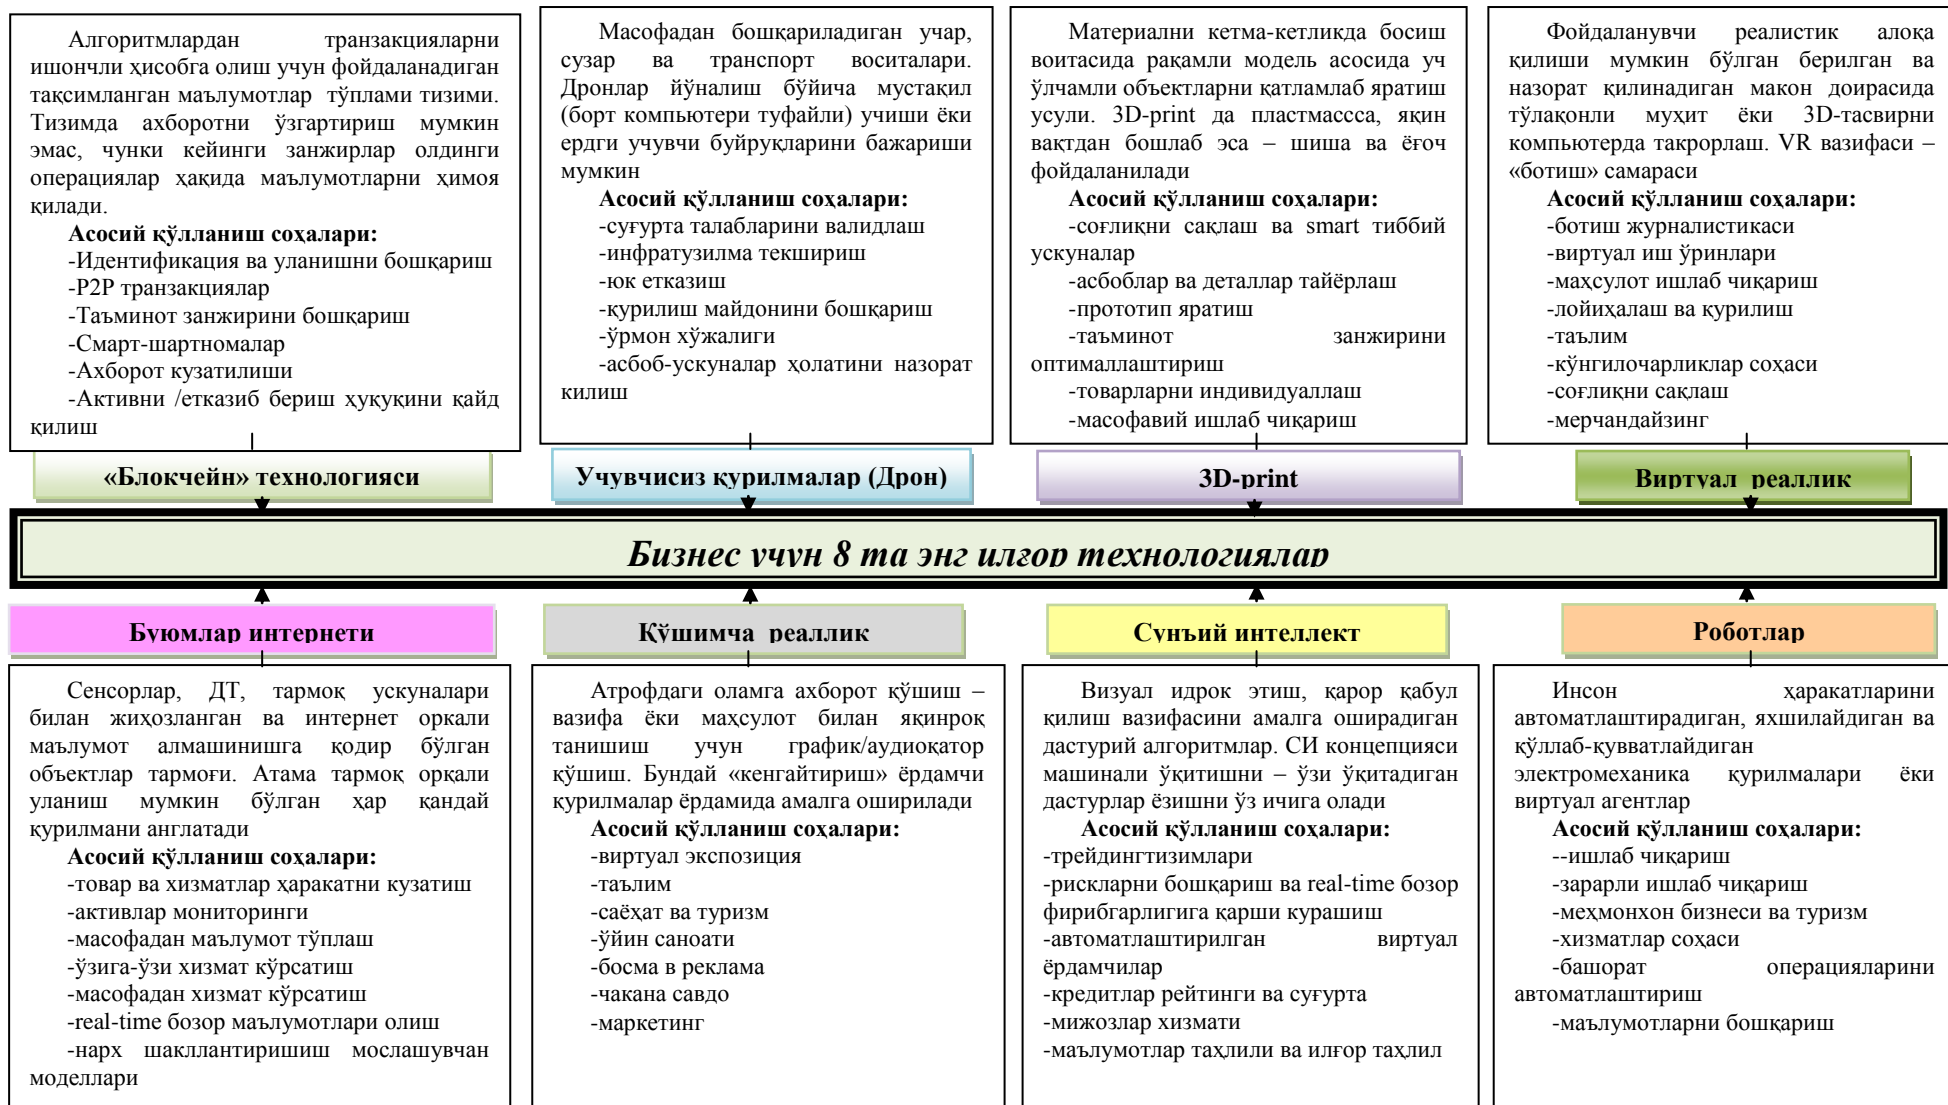 Алгоритмлардан транзакцияларни
ишончли ҳисобга олиш учун фойдаланадиган
тақсимланган маълумотлар тўплами тизими.
Тизимда ахборотни ўзгартириш мумкин
эмас, чунки кейинги занжирлар олдинги
операциялар ҳақида маълумотларни ҳимоя
қилади.
Асосий қўлланиш соҳалари:
-Идентификация ва уланишни бошқариш
-P2P транзакциялар
-Таъминот занжирини бошқариш
-Смарт-шартномалар
-Ахборот кузатилиши
-Активни /етказиб бериш ҳуқуқини қайд
қилиш
Масофадан бошқариладиган учар,
сузар ва транспорт воситалари.
Дронлар йўналиш бўйича мустақил
(борт компьютери туфайли) учиши ёки
ердги учувчи буйруқларини бажариши
мумкин
Асосий қўлланиш соҳалари:
-суғурта талабларини валидлаш
-инфратузилма текшириш
-юк етказиш
-қурилиш майдонини бошқариш
-ўрмон хўжалиги
-асбоб-ускуналар ҳолатини назорат
килиш
Материални кетма-кетликда босиш
воитасида рақамли модель асосида уч
ўлчамли объектларни қатламлаб яратиш
усули. 3D-print да пластмассса, яқин
вақтдан бошлаб эса – шиша ва ёғоч
фойдаланилади
Асосий қўлланиш соҳалари:
-соғлиқни сақлаш ва smart тиббий
ускуналар
-асбоблар ва деталлар тайёрлаш
-прототип яратиш
-таъминот занжирини
оптималлаштириш
-товарларни индивидуаллаш
-масофавий ишлаб чиқариш
Фойдаланувчи реалистик алоқа
қилиши мумкин бўлган берилган ва
назорат қилинадиган макон доирасида
тўлақонли муҳит ёки 3D-тасвирни
компьютерда такрорлаш. VR вазифаси –
«ботиш» самараси
Асосий қўлланиш соҳалари:
-ботиш журналистикаси
-виртуал иш ўринлари
-маҳсулот ишлаб чиқариш
-лойиҳалаш ва қурилиш
-таълим
-кўнгилочарликлар соҳаси
-соғлиқни сақлаш
-мерчандайзинг
«Блокчейн» технологияси
Учувчисиз қурилмалар (Дрон)
3D-print
Виртуал реаллик
Бизнес учун 8 та энг илғор технологиялар
Буюмлар интернети
Қўшимча реаллик
Сунъий интеллект
Роботлар
Сенсорлар, ДТ, тармоқ ускуналари
билан жиҳозланган ва интернет оркали
маълумот алмашинишга қодир бўлган
объектлар тармоғи. Атама тармоқ орқали
уланиш мумкин бўлган ҳар қандай
қурилмани англатади
Асосий қўлланиш соҳалари:
-товар ва хизматлар ҳаракатни кузатиш
-активлар мониторинги
-масофадан маълумот тўплаш
-ўзига-ўзи хизмат кўрсатиш
-масофадан хизмат кўрсатиш
-real-time бозор маълумотлари олиш
-нарх шакллантиришиш мослашувчан
моделлари
Атрофдаги оламга ахборот қўшиш –
вазифа ёки маҳсулот билан яқинроқ
танишиш учун график/аудиоқатор
қўшиш. Бундай «кенгайтириш» ёрдамчи
қурилмалар ёрдамида амалга оширилади
Асосий қўлланиш соҳалари:
-виртуал экспозиция
-таълим
-саёҳат ва туризм
-ўйин саноати
-босма в реклама
-чакана савдо
-маркетинг
Визуал идрок этиш, қарор қабул
қилиш вазифасини амалга оширадиган
дастурий алгоритмлар. СИ концепцияси
машинали ўқитишни – ўзи ўқитадиган
дастурлар ёзишни ўз ичига олади
Асосий қўлланиш соҳалари:
-трейдингтизимлари
-рискларни бошқариш ва real-time бозор
фирибгарлигига қарши курашиш
-автоматлаштирилган виртуал
ёрдамчилар
-кредитлар рейтинги ва суғурта
-мижозлар хизмати
-маълумотлар таҳлили ва илғор таҳлил
Инсон ҳаракатларини
автоматлаштирадиган, яхшилайдиган ва
қўллаб-қувватлайдиган
электромеханика қурилмалари ёки
виртуал агентлар
Асосий қўлланиш соҳалари:
--ишлаб чиқариш
-зарарли ишлаб чиқариш
-меҳмонхон бизнеси ва туризм
-хизматлар соҳаси
-башорат операцияларини
автоматлаштириш
-маълумотларни бошқариш